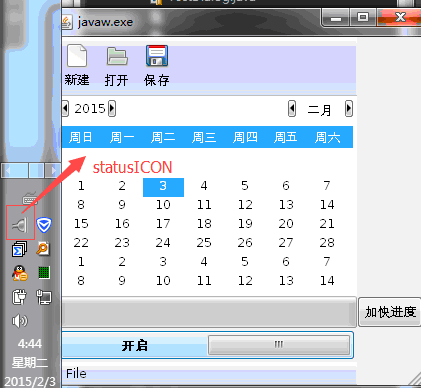 javaw.exe
新建 打开 保存
2015 二月
周日 周一 周二 周三 周四 周五 周六
statusICON
1 2 3 4 5 6 7
8 9 10 11 12 13 14
15 16 17 18 19 20 21
22 23 24 25 26 27 28
1 2 3 4 5 6 7
8 9 10 11 12 13 14
加快进度
开启
File
4:44
星期二
2015/2/3